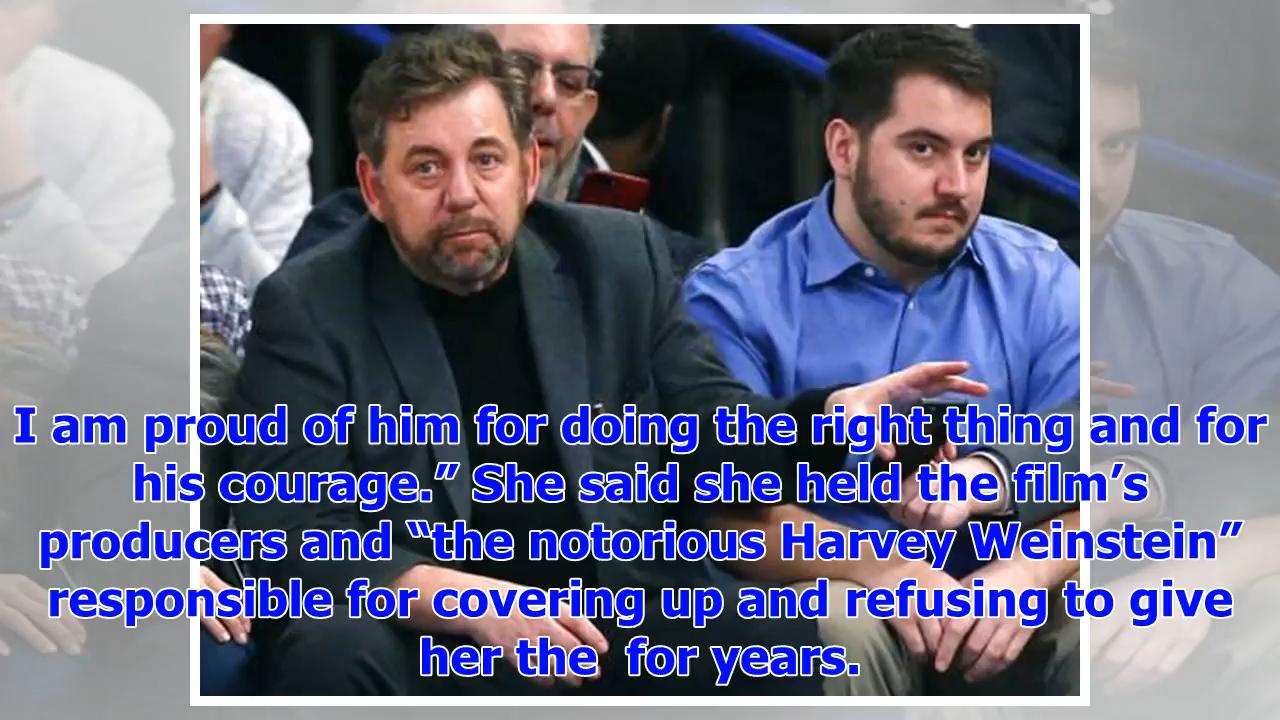 I am proud of him for doing the right thing and for
his courage.” She said she held the film’s
producers and “the notorious Harvey Weinstein”
responsible for covering up and refusing to give
her the  for years.